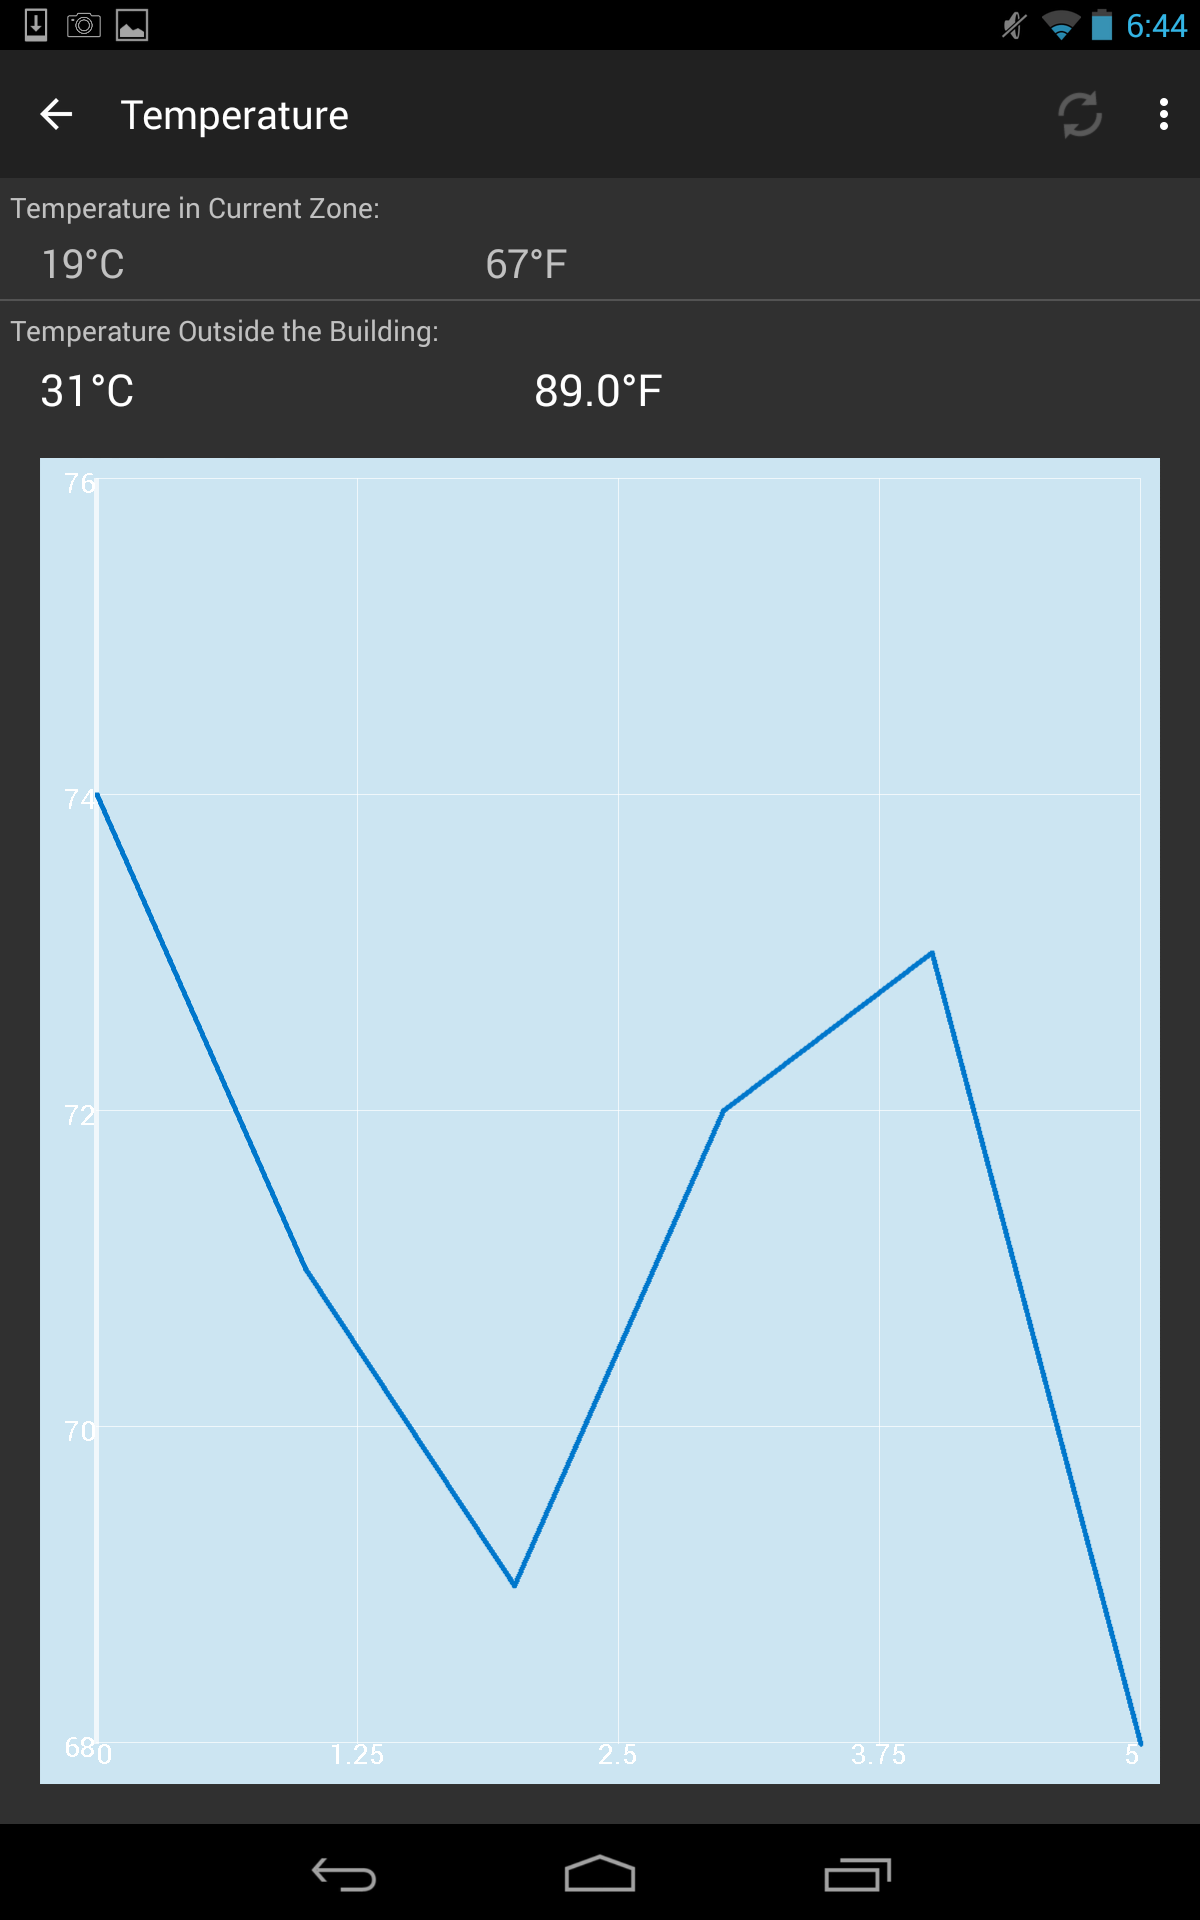 6:44
Temperature
Temperature in Current Zone:
19°C 67°F
Temperature Outside the Building:
31°C 89.0°F
76
74
72
70
68
0 1.25 2.5 3.75 5